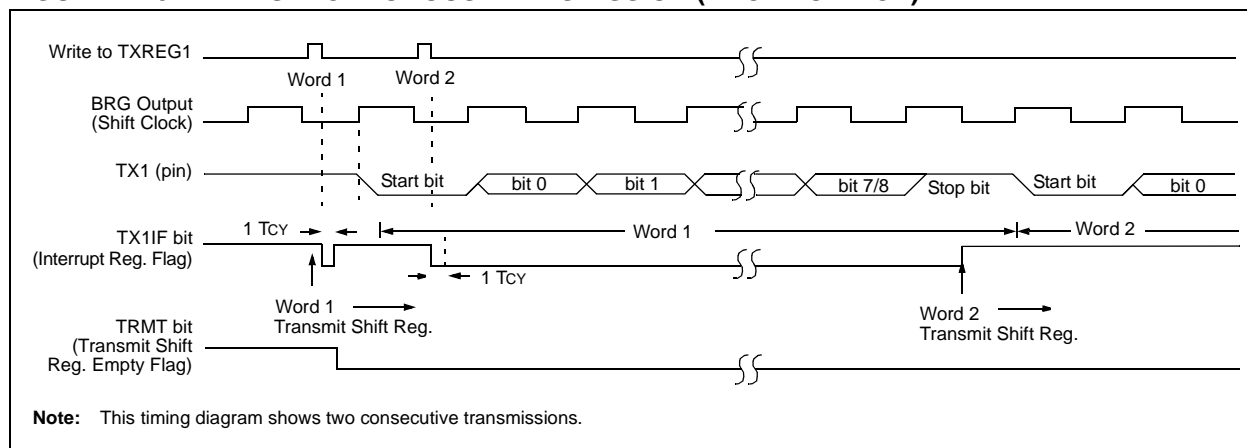 Write to TXREG1
Word 1
Word 2
BRG Output
(Shift Clock)
TX1 (pin)
Start bit
bit 0
bit 1
bit 7/8
Stop bit
Start bit
bit 0
1 TCY
Word 1
Word 2
TX1IF bit
(Interrupt Reg. Flag)
1 TCY
Word 1
Transmit Shift Reg.
Word 2
Transmit Shift Reg.
TRMT bit
(Transmit Shift
Reg. Empty Flag)
Note: This timing diagram shows two consecutive transmissions.